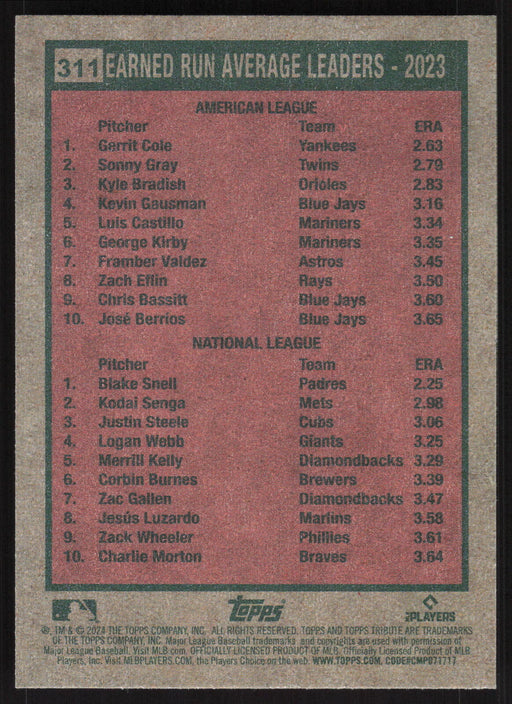 311 EARNED RUN AVERAGE LEADERS - 2023
AMERICAN LEAGUE
Pitcher Team ERA
1. Gerrit Cole Yankees 2.63
2. Sonny Gray Twins 2.79
3. Kyle Bradish Orioles 2.83
4. Kevin Gausman Blue Jays 3.16
5. Luis Castillo Mariners 3.34
6. George Kirby Mariners 3.35
7. Framber Valdez Astros 3.45
8. Zach Eflin Rays 3.50
9. Chris Bassitt Blue Jays 3.60
10. José Berríos Blue Jays 3.65
NATIONAL LEAGUE
Pitcher Team ERA
1. Blake Snell Padres 2.25
2. Kodai Senga Mets 2.98
3. Justin Steele Cubs 3.06
4. Logan Webb Giants 3.25
5. Merrill Kelly Diamondbacks 3.29
6. Corbin Burnes Brewers 3.39
7. Zac Gallen Diamondbacks 3.47
8. Jesús Luzardo Marlins 3.58
9. Zack Wheeler Phillies 3.61
10. Charlie Morton Braves 3.64
Topps
MLB PLAYERS
®, TM & © 2024 THE TOPPS COMPANY, INC. ALL RIGHTS RESERVED. TOPPS AND TOPPS TRIBUTE ARE TRADEMARKS
OF THE TOPPS COMPANY, INC. Major League Baseball trademarks and copyrights are used with permission of
Major League Baseball. Visit MLB.com. OFFICIALLY LICENSED PRODUCT OF MLB. Officially Licensed Product of MLB
Players, Inc. Visit MLBPLAYERS.com, the Players Choice on the web. WWW.TOPPS.COM, CODE#CMP071717